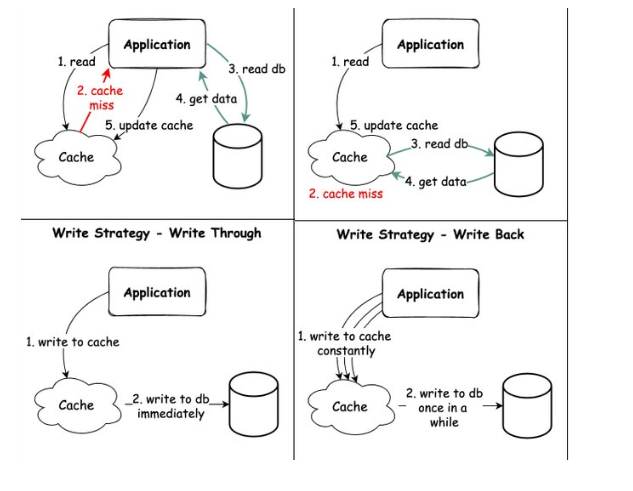 Application
1. read
2. cache
miss
3. read db
4. get data
5. update cache
Cache
Application
1. read
5. update cache
3. read db
Cache
4. get data
2. cache miss
Write Strategy - Write Through
Application
1. write to cache
Cache
2. write to db
immediately
Write Strategy - Write Back
Application
1. write to cache
constantly
Cache
2. write to db
once in a
while